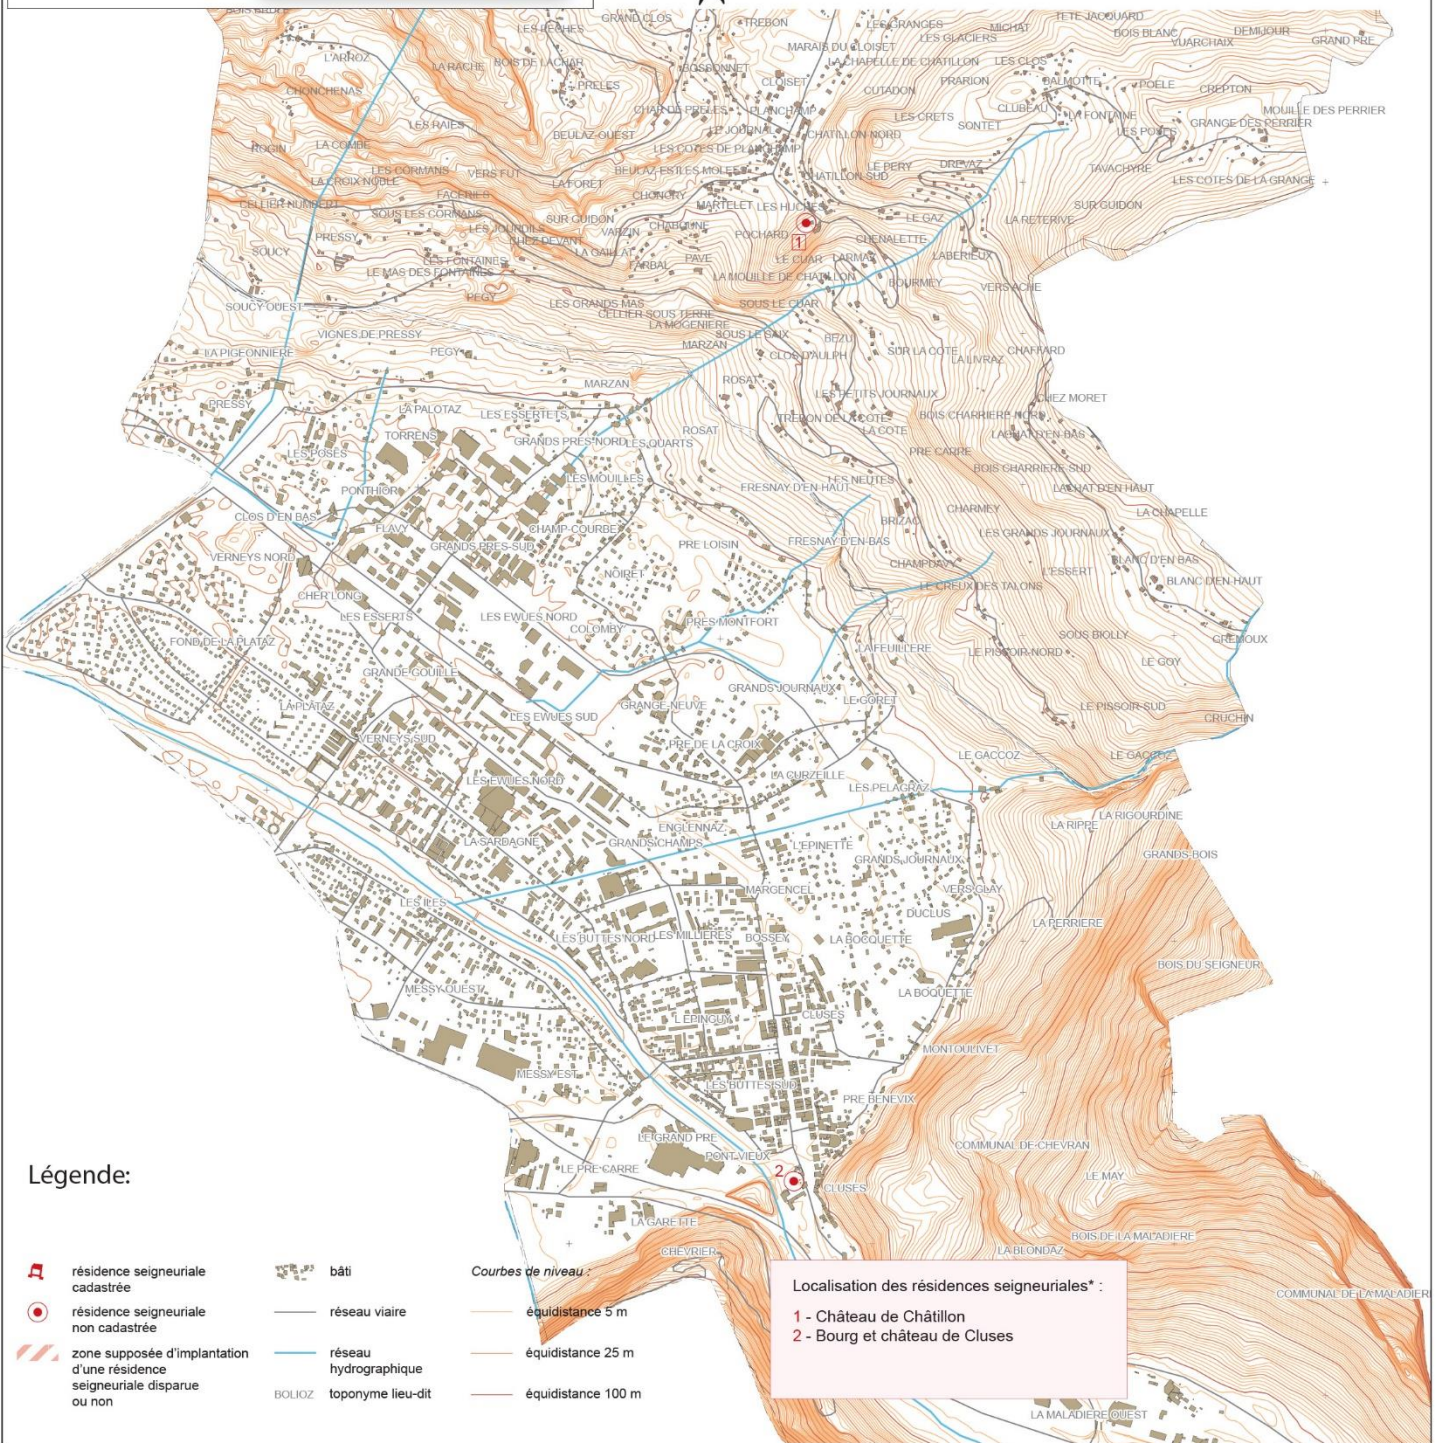 BOIS BRULE
GRAND CLOS
TREBON
TETE JACQUARD
LES PECHES
LES GRANGES
MICHAT
BOIS BLANC
DEMIJOUR
LES GLACIERS
VUARCHAIX
GRAND PRE
L'ARROZ
MARAIS DU CLOISET
LA RACHE
BOIS DE LACHAR
BOSSONNET
LA CHAPELLE DE CHATILLON
LES CLOS
CHONCHENAS
PRELES
CLOISET
CUTADON
PRARION
BALMOTTE
POELE
CREPTON
CHAR DE PRELES
PLANCHAMP
LES CRETS
CLUBEAU
LA FONTAINE
MOUILLE DES PERRIER
LES RAIES
BEULAZ OUEST
LE JOURNAL
CHATILLON NORD
SONTET
LES POSES
GRANGE DES PERRIER
ROGIN
LA COMBE
LES COTES DE PLANCHAMP
LES CORMANS
VERS FUT
BEULAZ EST
LES MOLET
CHATILLON SUD
LE PERY
DREVAZ
TAVACHYRE
LA CROIX NOBLE
LA FORET
LES COTES DE LA GRANGE
CELLIER HUMBERT
FACERIES
CHONCRY
MARTELET
LES HUCHES
SOUS LES CORMANS
SUR GUIDON
LE GAZ
LA RETERIVE
SUR GUIDON
PRESSY
LES JOURDILS
VARZIN
CHABOUNE
POCHARD
1
CHENALETTE
SOUCY
CHEZ DEVANT
LA GAILLAT
FARBAL
PAVE
LE CUAR
LARMAZ
LABERIEUX
LES FONTAINES
LE MAS DES FONTAINES
LA MOUILLE DE CHATILLON
BOURMEY
VERS ACHE
SOUCY OUEST
PEGY
LES GRANDS MAS
SOUS LE CUAR
CELLIER SOUS TERRE
VIGNES DE PRESSY
LA MOGENIERE
SOUS LE SAIX
MARZAN
BEZU
LA PIGEONNIERE
PEGY
CLOS D'AULPH
SUR LA COTE
LA LIVRAZ
CHAFFARD
MARZAN
ROSAT
LES PETITS JOURNAUX
CHEZ MORET
PRESSY
LA PALOTAZ
LES ESSERTETS
TREBON DE LA COTE
BOIS CHARRIERE NORD
TORRENS
GRANDS PRES-NORD
LES QUARTS
ROSAT
LA COTE
LACHAT D'EN BAS
LES POSES
PRE CARRE
BOIS CHARRIERE SUD
PONTHIOR
LES MOUILLES
FRESNAY D'EN HAUT
LES NEUTES
LACHAT D'EN HAUT
CLOS D'EN BAS
FLAVY
CHAMP-COURBE
BRIZAC
CHARMEY
LA CHAPELLE
VERNEYS NORD
GRANDS PRES-SUD
PRE LOISIN
FRESNAY D'EN-BAS
LES GRANDS JOURNAUX
NOIRET
CHAMPDAVY
L'ESSERT
BLANC D'EN BAS
CHER LONG
LE CREUX DES TALONS
BLANC D'EN HAUT
LES ESSERTS
LES EWUES NORD
COLOMBY
PRES MONTFORT
FOND DE LA PLATAZ
LA FEUILLERE
SOUS BIOLLY
GREMOUX
GRANDE GOUILLE
LE PISSOIR-NORD
LE GOY
LA PLATAZ
GRANDS JOURNAUX
LES EWUES SUD
GRANGE-NEUVE
LE GORET
LE PISSOIR-SUD
CRUCHIN
VERNEYS SUD
PRE DE LA CROIX
LE GACCOZ
LE GACCOZ
LES EWUES NORD
LA CURZEILLE
LES PELAGRAZ
LA RIGOURDINE
LA RIPPE
ENGLENNAZ
LA SARDAGNE
GRANDS CHAMPS
L'EPINETTE
GRANDS JOURNAUX
GRANDS-BOIS
LES ILES
MARGENCEL
VERS CLAY
DUCLUS
LA PERRIERE
LES BUTTES NORD
LES MILLIERES
BOSSEY
LA BOCQUETTE
BOIS DU SEIGNEUR
MESSY OUEST
LA BOQUETTE
L EPINGUY
CLUSES
MONTOULIVET
MESSY EST
LES BUTTES SUD
PRE BENEVIX
LE GRAND PRE
COMMUNAL DE CHEVRAN
PONT VIEUX
LE PRE CARRE
2
CLUSES
LE MAY
LA GARETTE
BOIS DE LA MALADIERE
CHEVRIER
LA BLONDAZ
COMMUNAL DE LA MALADIER
LA MALADIERE OUEST
Légende:
résidence seigneuriale
cadastrée
résidence seigneuriale
non cadastrée
zone supposée d'implantation
d'une résidence
seigneuriale disparue
ou non
bâti
réseau viaire
réseau
hydrographique
BOLIOZ toponyme lieu-dit
Courbes de niveau :
équidistance 5 m
équidistance 25 m
équidistance 100 m
Localisation des résidences seigneuriales* :
1 - Château de Châtillon
2 - Bourg et château de Cluses